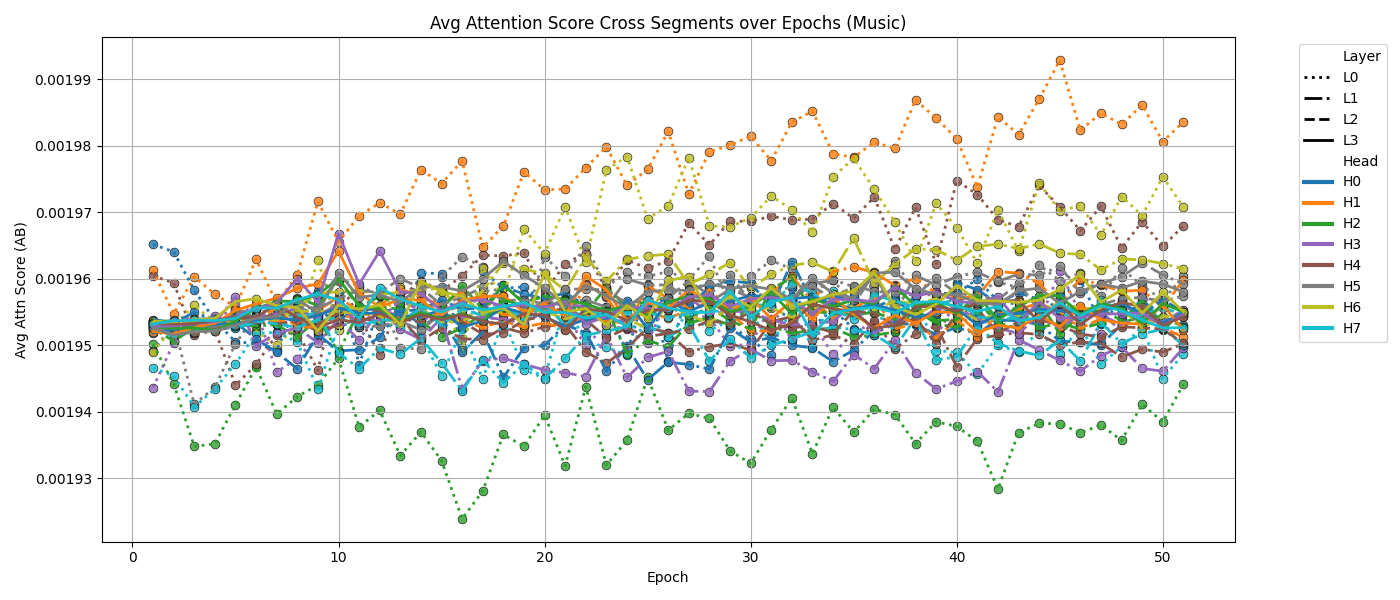 Avg Attention Score Cross Segments over Epochs (Music)
Avg Attn Score (AB)
0.00199
0.00198
0.00197
0.00196
0.00195
0.00194
0.00193
0
10
20
30
40
50
Epoch
Layer
L0
L1
L2
L3
Head
H0
H1
H2
H3
H4
H5
H6
H7